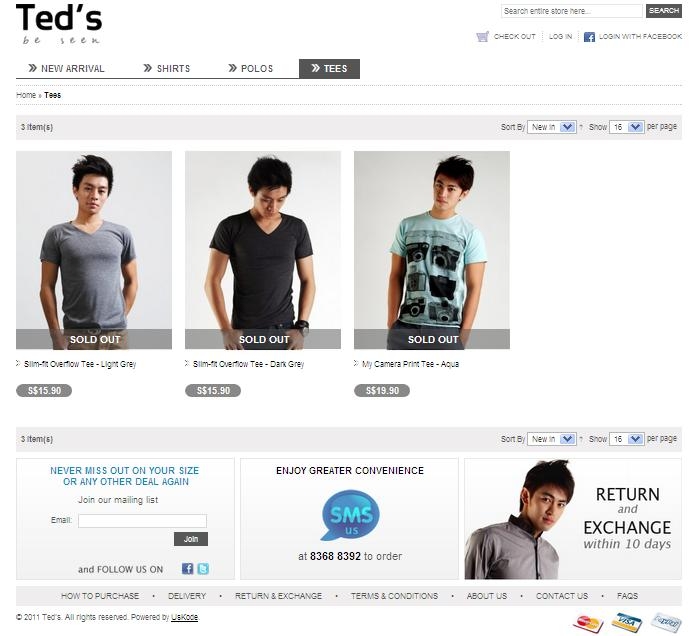 Ted's
be seen
Search entire store here...
SEARCH
CHECK OUT
LOG IN
LOGIN WITH FACEBOOK
NEW ARRIVAL
SHIRTS
POLOS
TEES
Home » Tees
3 Item(s)
Sort By New In Show 16 per page
SOLD OUT
SOLD OUT
SOLD OUT
Slim-fit Overflow Tee - Light Grey
Slim-fit Overflow Tee - Dark Grey
My Camera Print Tee - Aqua
S$15.90
S$15.90
S$19.90
3 Item(s)
Sort By New In Show 16 per page
NEVER MISS OUT ON YOUR SIZE
OR ANY OTHER DEAL AGAIN
Join our mailing list
Email:
Join
and FOLLOW US ON
ENJOY GREATER CONVENIENCE
SMS
US
at 8368 8392 to order
RETURN
and
EXCHANGE
within 10 days
HOW TO PURCHASE • DELIVERY • RETURN & EXCHANGE • TERMS & CONDITIONS • ABOUT US • CONTACT US • FAQS
© 2011 Ted's. All rights reserved. Powered by UsKode.
MasterCard
VISA